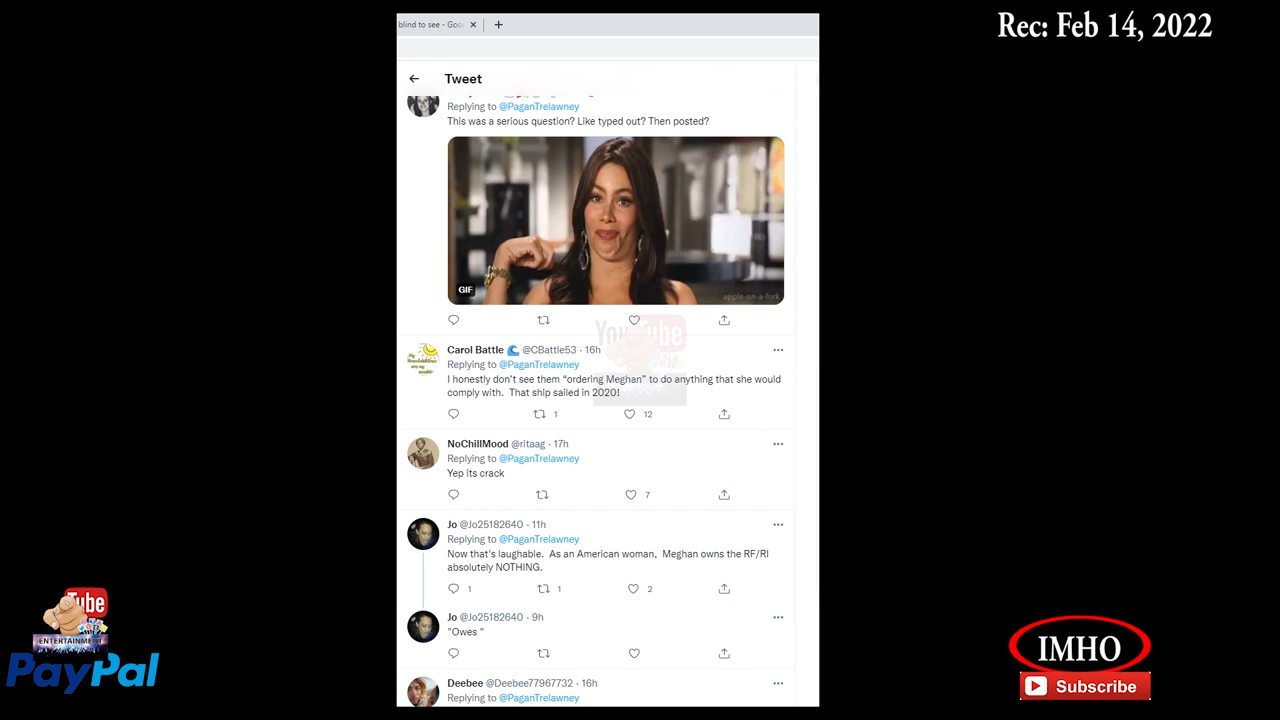 Rec: Feb 14, 2022
blind to see - Goo
Tweet
Replying to @PaganTrelawney
This was a serious question? Like typed out? Then posted?
GIF
apple-on-a-fork
YouTube
Carol Battle @CBattle53 · 16h
Replying to @PaganTrelawney
I honestly don't see them “ordering Meghan” to do anything that she would
comply with. That ship sailed in 2020!
1 12
NoChillMood @ritaag · 17h
Replying to @PaganTrelawney
Yep its crack
7
Jo @Jo25182640 · 11h
Replying to @PaganTrelawney
Now that's laughable. As an American woman, Meghan owns the RF/RI
absolutely NOTHING.
1 1 2
Jo @Jo25182640 · 9h
"Owes "
Deebee @Deebee77967732 · 16h
Replying to @PaganTrelawney
Tube
ENTERTAINMENT
PayPal
IMHO
Subscribe